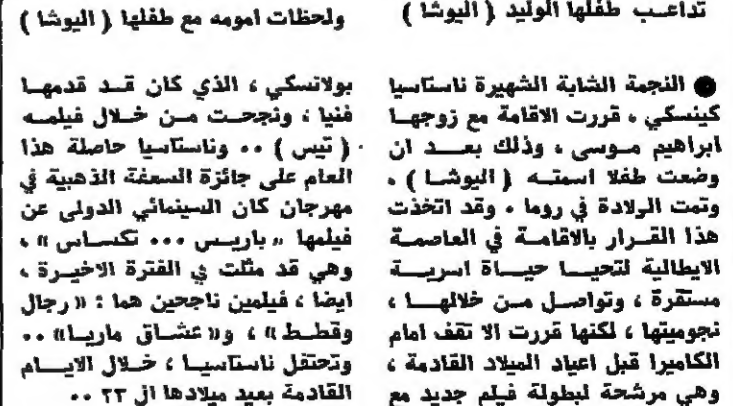 تداعب طفلها الوليد ( اليوشا )
ولحظات امومه مع طفلها ( اليوشا )
● النجمة الشابة الشهيرة ناستاسيا
كينسكي ، قررت الاقامة مع زوجها
ابراهيم موسى ، وذلك بعد ان
وضعت طفلا اسمته ( اليوشا ) ،
وتمت الولادة في روما ، وقد اتخذت
هذا القرار بالاقامة في العاصمة
الايطالية لتحيا حياة اسرية
مستقرة ، وتواصل من خلالها ،
نجوميتها ، لكنها قررت الا تقف امام
الكاميرا قبل اعياد الميلاد القادمة ،
وهي مرشحة لبطولة فيلم جديد مع
بولاتسكي ، الذي كان قد قدمها
فنيا ، ونجحت من خلال فيلمه
( تيس ) .. وناستاسيا حاصلة هذا
العام على جائزة السعفة الذهبية في
مهرجان كان السينمائي الدولى عن
فيلمها « باريس ... تكساس » ،
وهي قد مثلت في الفترة الاخيرة ،
ايضا ، فيلمين ناجحين هما : « رجال
وقطط » ، و« عشاق ماريا » ..
وتحتفل ناستاسيا ، خلال الايام
القادمة بعيد ميلادها ال ٢٣ ..